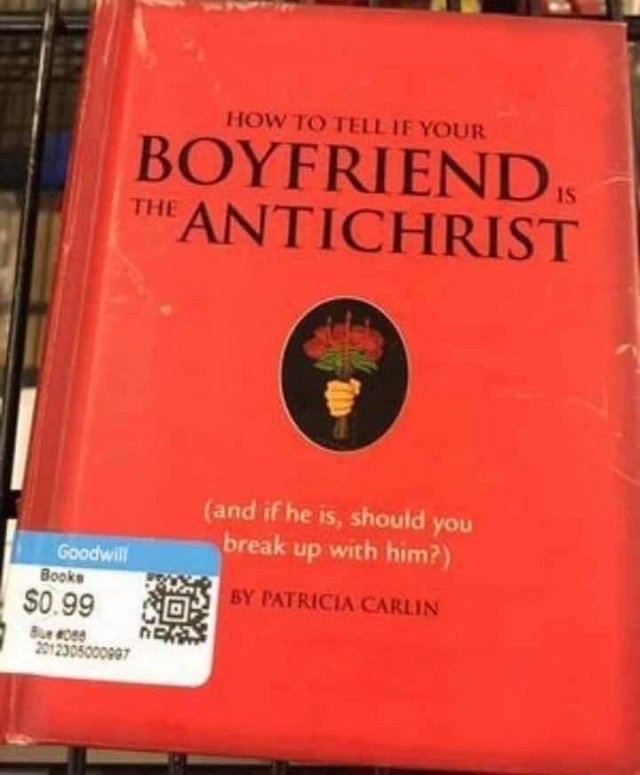 HOW TO TELL IF YOUR
BOYFRIEND IS
THE ANTICHRIST
(and if he is, should you
break up with him?)
BY PATRICIA CARLIN
Goodwill
Books
$0.99
Blue #066
2012305000997